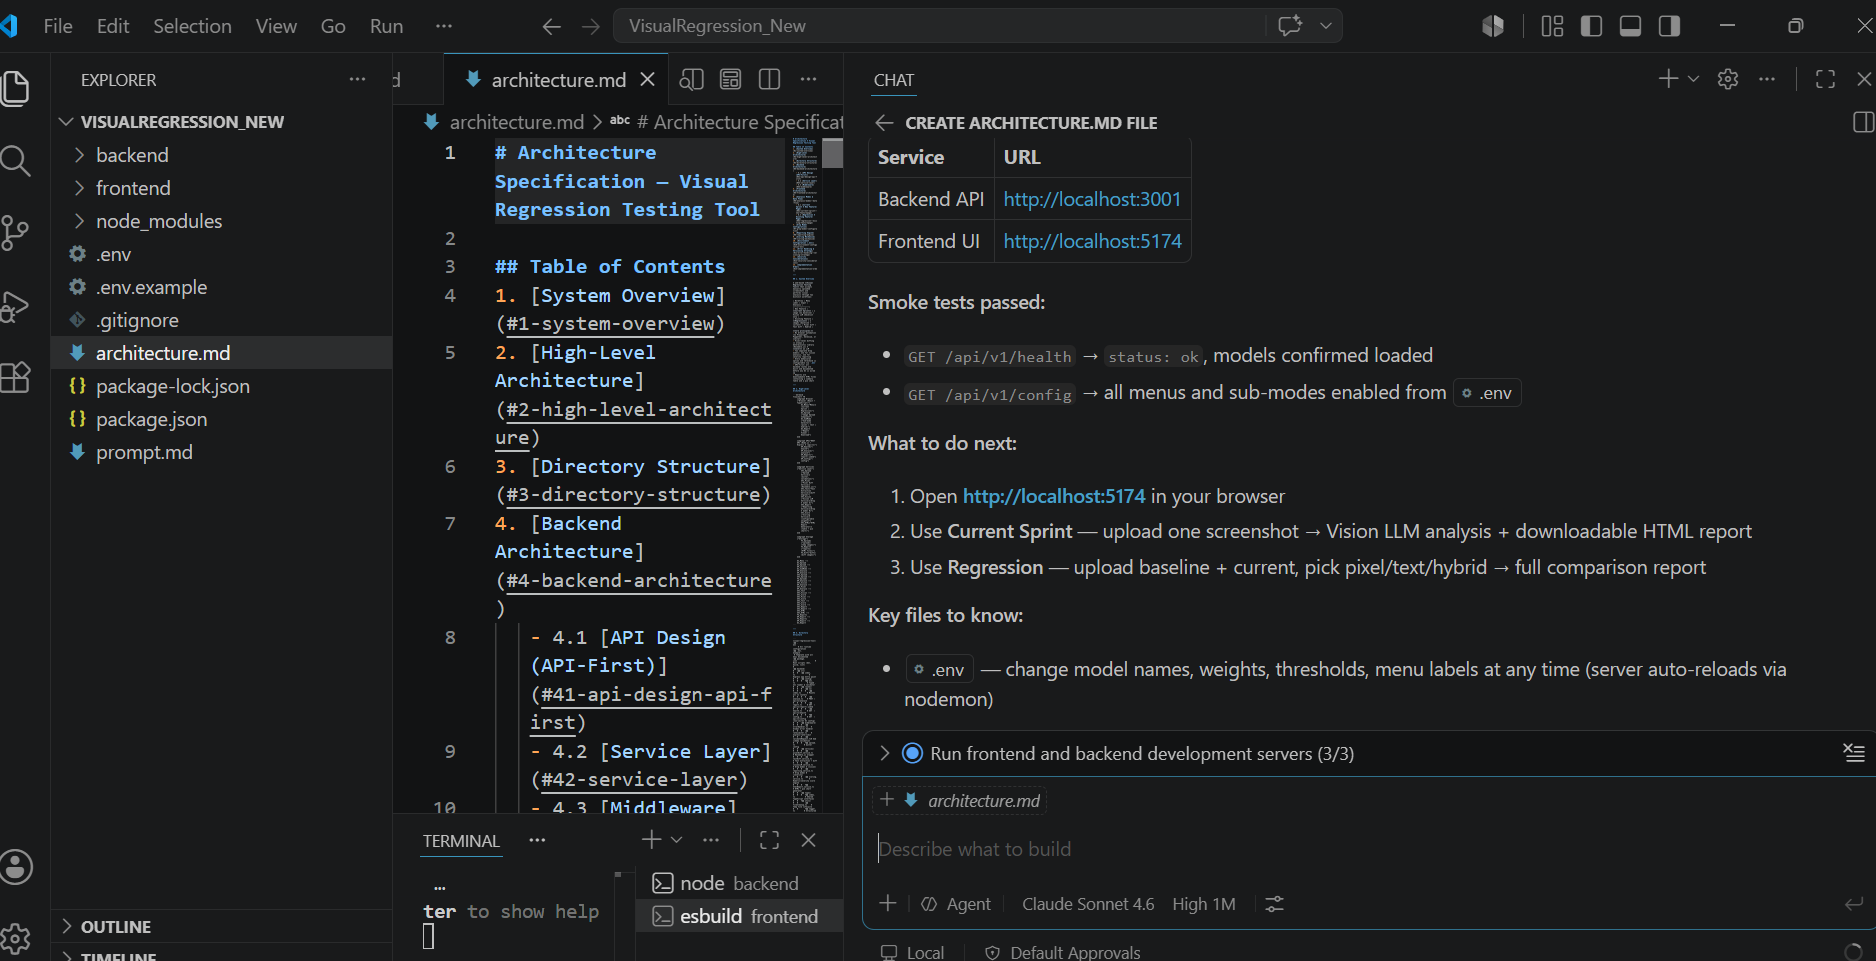 File Edit Selection View Go Run ···
VisualRegression_New
EXPLORER ···
VISUALREGRESSION_NEW
backend
frontend
node_modules
.env
.env.example
.gitignore
architecture.md
package-lock.json
package.json
prompt.md
OUTLINE
TIMELINE
d
architecture.md
architecture.md > abc # Architecture Specificat
1 # Architecture
Specification — Visual
Regression Testing Tool
2
3 ## Table of Contents
4 1. [System Overview]
(#1-system-overview)
5 2. [High-Level
Architecture]
(#2-high-level-architect
ure)
6 3. [Directory Structure]
(#3-directory-structure)
7 4. [Backend
Architecture]
(#4-backend-architecture
)
8 - 4.1 [API Design
(API-First)]
(#41-api-design-api-f
irst)
9 - 4.2 [Service Layer]
(#42-service-layer)
10 - 4.3 [Middleware]
TERMINAL ···
…
ter to show help
node backend
esbuild frontend
CHAT
CREATE ARCHITECTURE.MD FILE
Service URL
Backend API http://localhost:3001
Frontend UI http://localhost:5174
Smoke tests passed:
• GET /api/v1/health → status: ok, models confirmed loaded
• GET /api/v1/config → all menus and sub-modes enabled from .env
What to do next:
1. Open http://localhost:5174 in your browser
2. Use Current Sprint — upload one screenshot → Vision LLM analysis + downloadable HTML report
3. Use Regression — upload baseline + current, pick pixel/text/hybrid → full comparison report
Key files to know:
• .env — change model names, weights, thresholds, menu labels at any time (server auto-reloads via
nodemon)
Run frontend and backend development servers (3/3)
architecture.md
Describe what to build
Agent Claude Sonnet 4.6 High 1M
Local Default Approvals